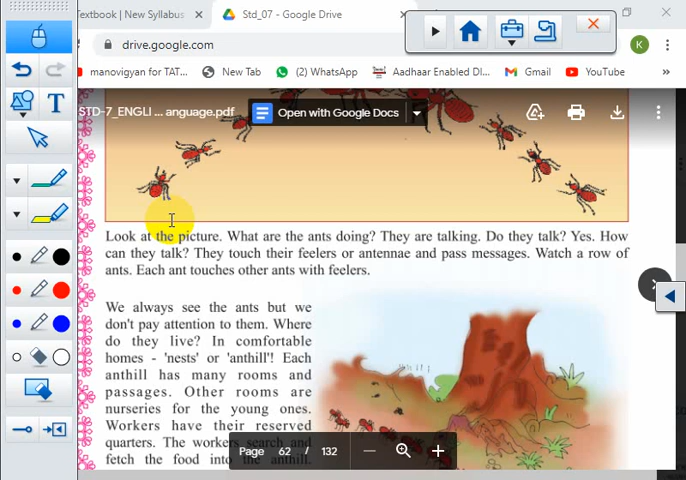 Textbook | New Syllabus
Std_07 - Google Drive
drive.google.com
K
manovigyan for TAT...
New Tab
(2) WhatsApp
Aadhaar Enabled DI...
Gmail
YouTube
STD-7_ENGLI ... anguage.pdf
Open with Google Docs
T
Look at the picture. What are the ants doing? They are talking. Do they talk? Yes. How
can they talk? They touch their feelers or antennae and pass messages. Watch a row of
ants. Each ant touches other ants with feelers.
We always see the ants but we
don't pay attention to them. Where
do they live? In comfortable
homes - 'nests' or 'anthill'! Each
anthill has many rooms and
passages. Other rooms are
nurseries for the young ones.
Workers have their reserved
quarters. The workers search and
fetch the food into the anthill.
Page 62 / 132